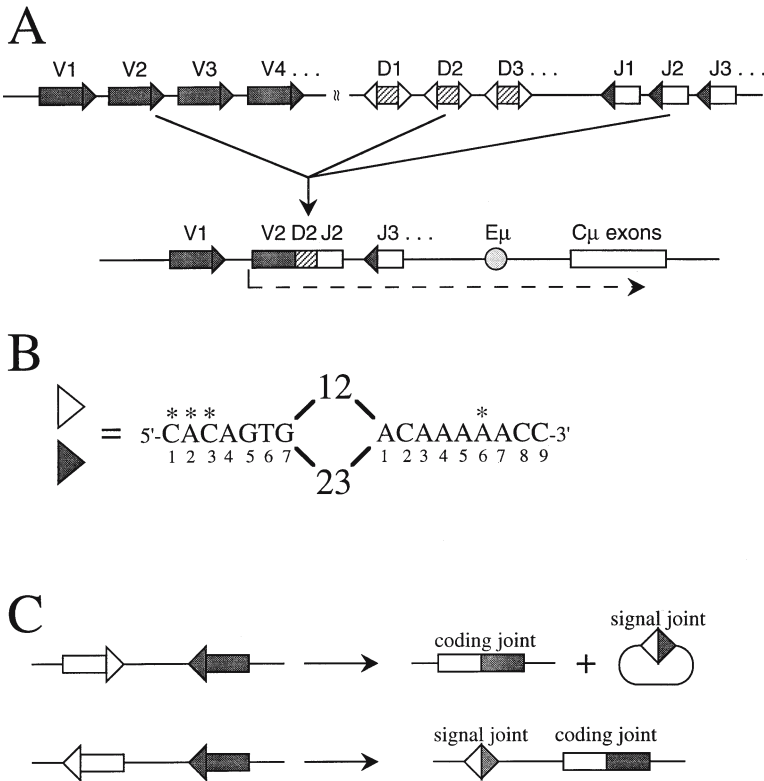 A
V1 V2 V3 V4 . . . D1 D2 D3 . . . J1 J2 J3 . . .
≈
V1 V2 D2 J2 J3 . . . Eμ Cμ exons
B
12
* * * *
= 5'-CACAGTG ACAAAAACC-3'
1 2 3 4 5 6 7 1 2 3 4 5 6 7 8 9
23
C
signal joint
coding joint
+
signal joint coding joint